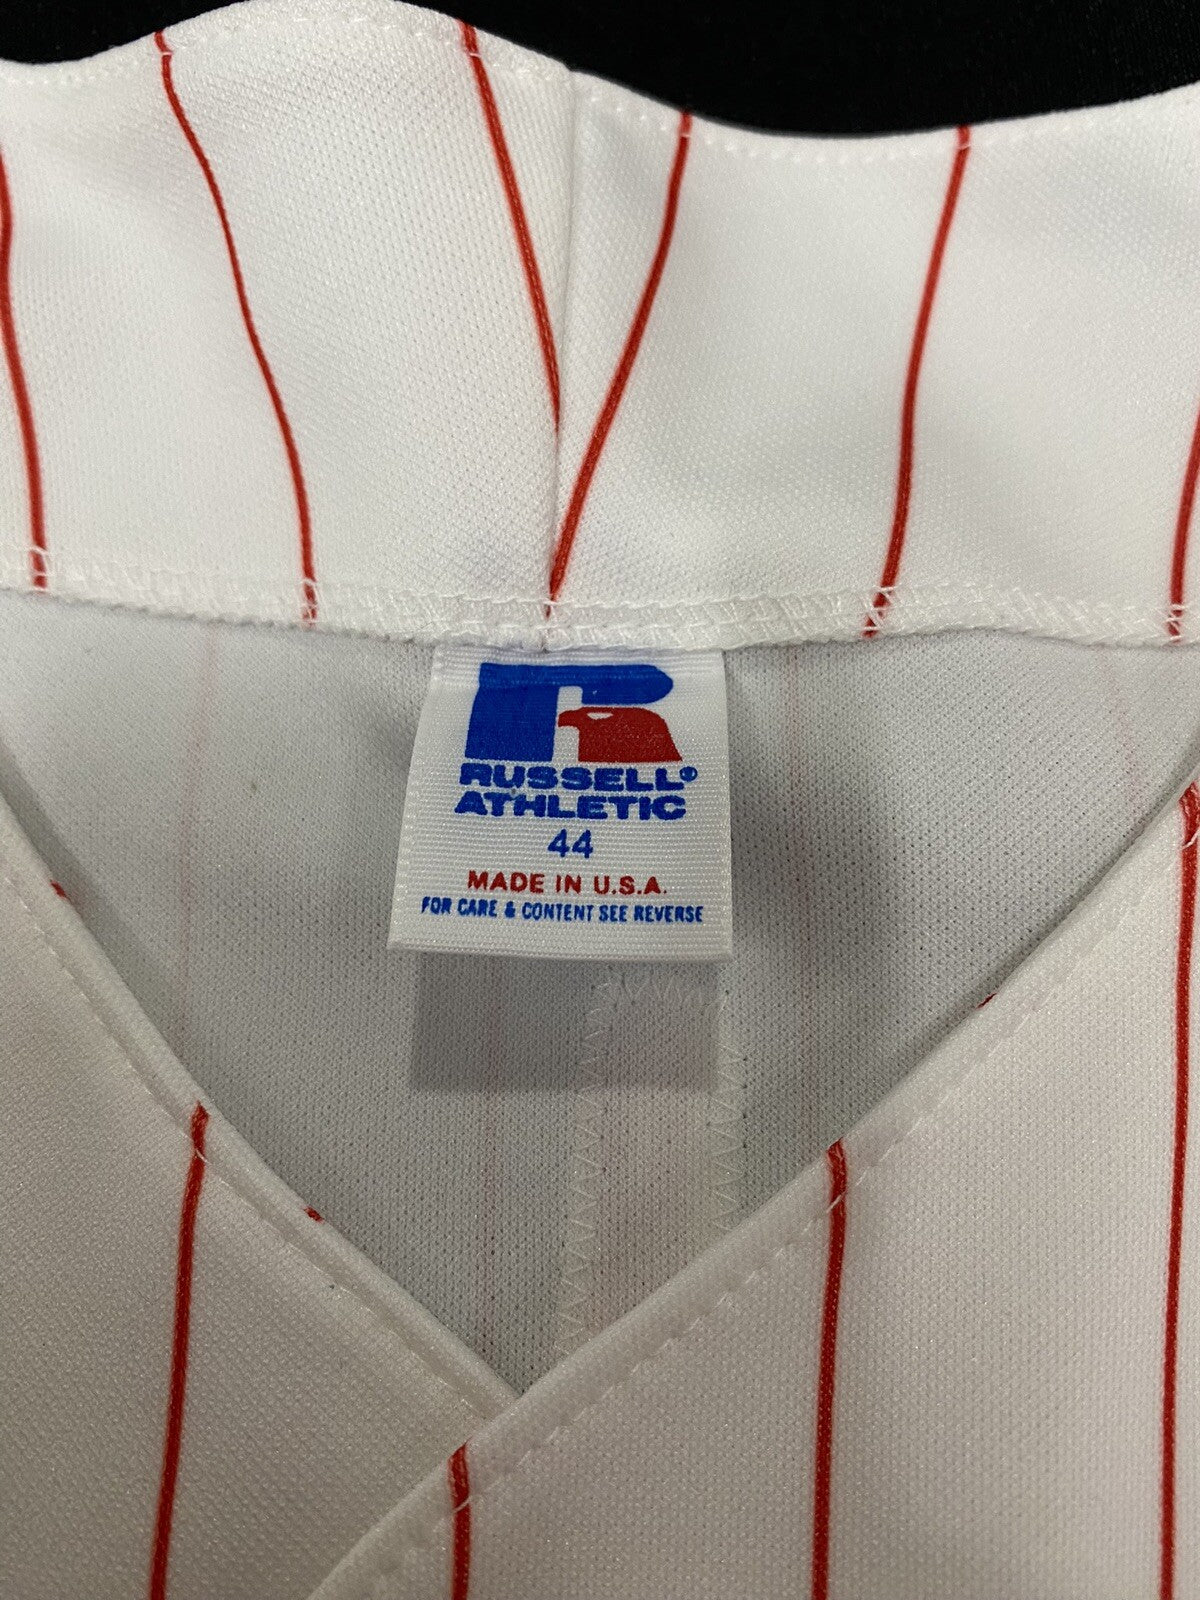 R
RUSSELL®
ATHLETIC
44
MADE IN U.S.A.
FOR CARE & CONTENT SEE REVERSE